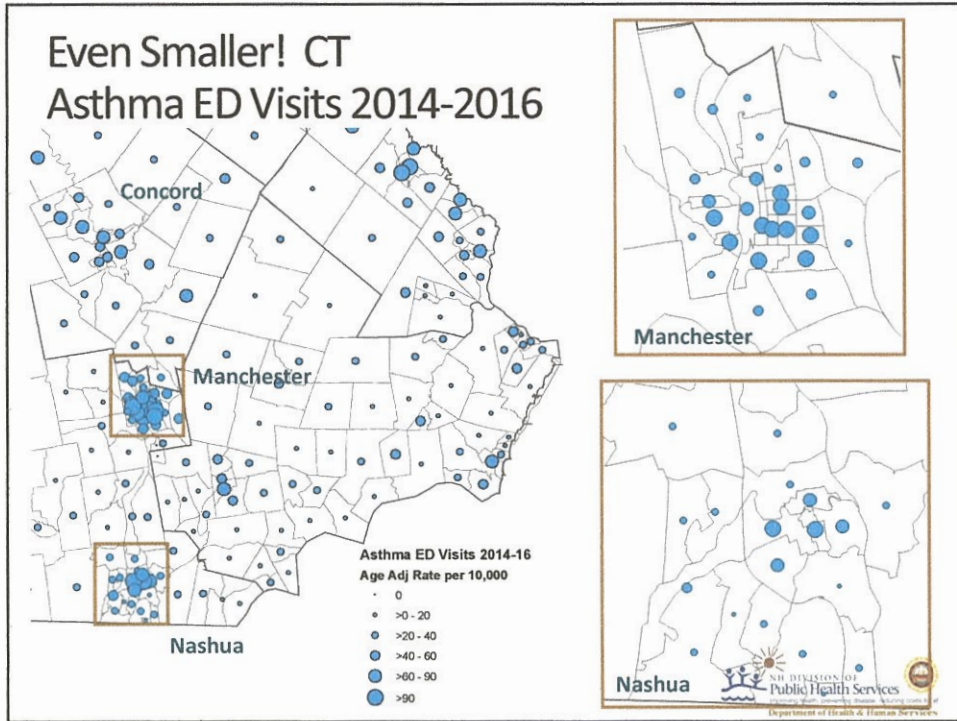 Even Smaller! CT
Asthma ED Visits 2014-2016
Concord
Manchester
Nashua
Asthma ED Visits 2014-16
Age Adj Rate per 10,000
0
>0 - 20
>20 - 40
>40 - 60
>60 - 90
>90
Manchester
Nashua
NH DIVISION OF
Public Health Services
Department of Health & Human Services